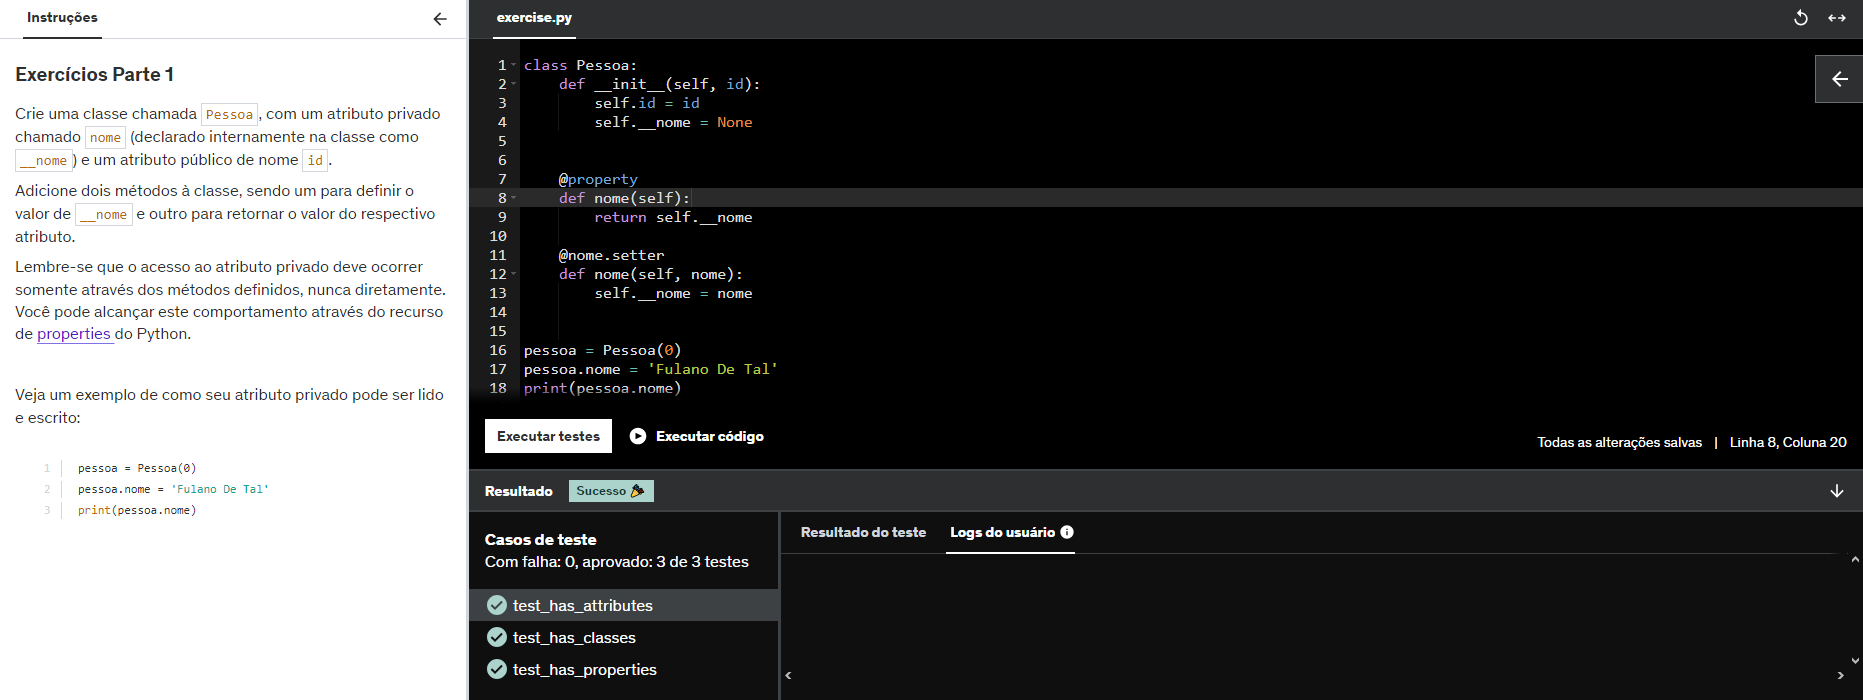 Instruções
Exercícios Parte 1
Crie uma classe chamada Pessoa, com um atributo privado
chamado nome (declarado internamente na classe como
__nome) e um atributo público de nome id.
Adicione dois métodos à classe, sendo um para definir o
valor de __nome e outro para retornar o valor do respectivo
atributo.
Lembre-se que o acesso ao atributo privado deve ocorrer
somente através dos métodos definidos, nunca diretamente.
Você pode alcançar este comportamento através do recurso
de properties do Python.
Veja um exemplo de como seu atributo privado pode ser lido
e escrito:
1 pessoa = Pessoa(0)
2 pessoa.nome = 'Fulano De Tal'
3 print(pessoa.nome)
exercise.py
1 class Pessoa:
2     def __init__(self, id):
3         self.id = id
4         self.__nome = None
5
6
7     @property
8     def nome(self):
9         return self.__nome
10
11     @nome.setter
12     def nome(self, nome):
13         self.__nome = nome
14
15
16 pessoa = Pessoa(0)
17 pessoa.nome = 'Fulano De Tal'
18 print(pessoa.nome)
Executar testes Executar código
Todas as alterações salvas | Linha 8, Coluna 20
Resultado Sucesso
Casos de teste
Com falha: 0, aprovado: 3 de 3 testes
test_has_attributes
test_has_classes
test_has_properties
Resultado do teste Logs do usuário